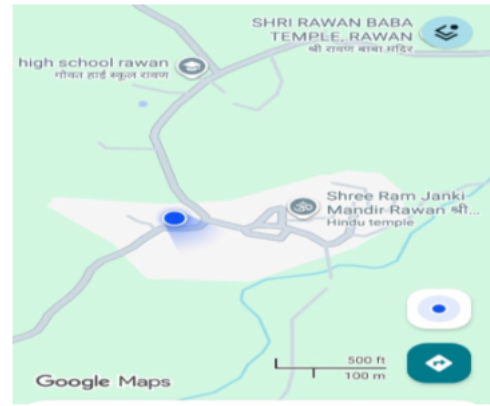 SHRI RAWAN BABA
TEMPLE, RAWAN
श्री रावण बाबा मंदिर
high school rawan
गोवत हाई स्कूल रावण
Shree Ram Janki
Mandir Rawan श्री...
Hindu temple
500 ft
100 m
Google Maps